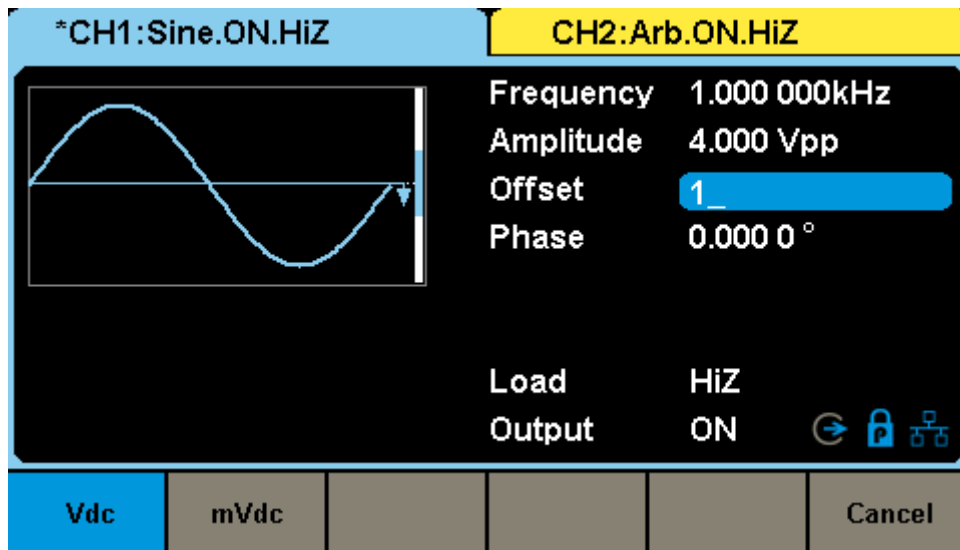 *CH1:Sine.ON.HiZ CH2:Arb.ON.HiZ
Frequency 1.000 000kHz
Amplitude 4.000 Vpp
Offset 1_
Phase 0.000 0 °
Load HiZ
Output ON P
Vdc mVdc Cancel